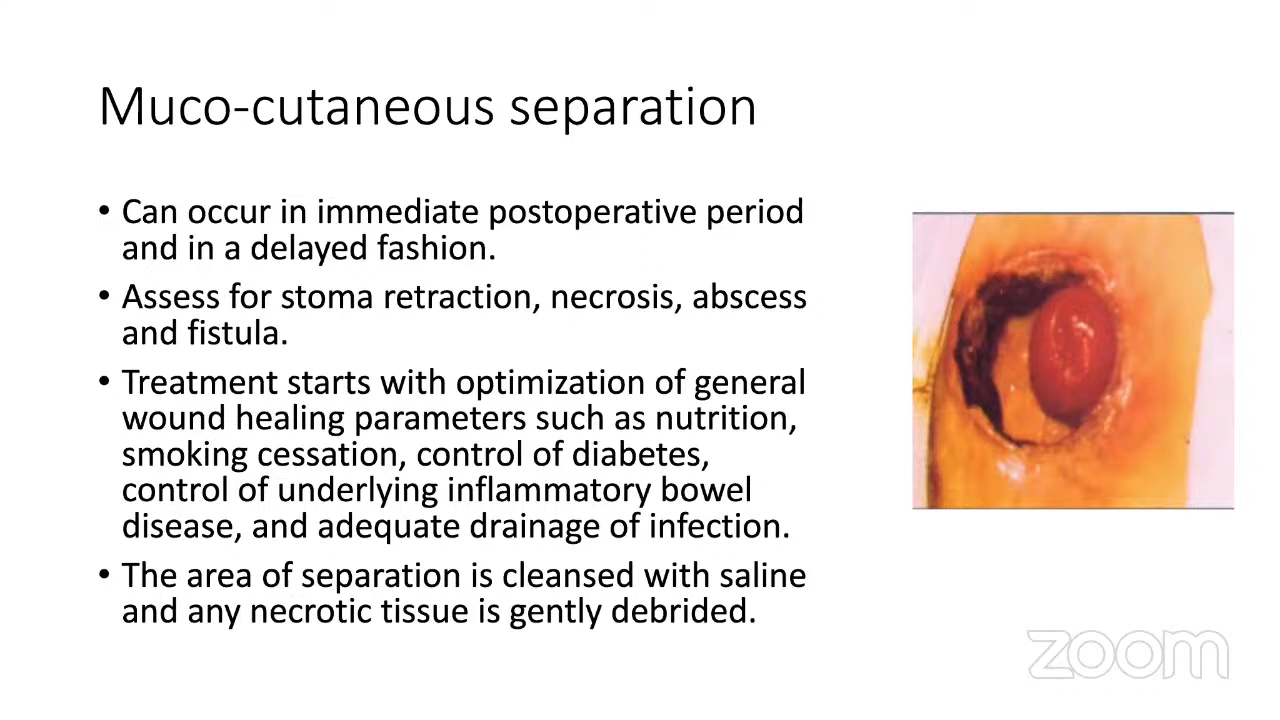 Muco-cutaneous separation
• Can occur in immediate postoperative period
and in a delayed fashion.
• Assess for stoma retraction, necrosis, abscess
and fistula.
• Treatment starts with optimization of general
wound healing parameters such as nutrition,
smoking cessation, control of diabetes,
control of underlying inflammatory bowel
disease, and adequate drainage of infection.
• The area of separation is cleansed with saline
and any necrotic tissue is gently debrided.
zoom